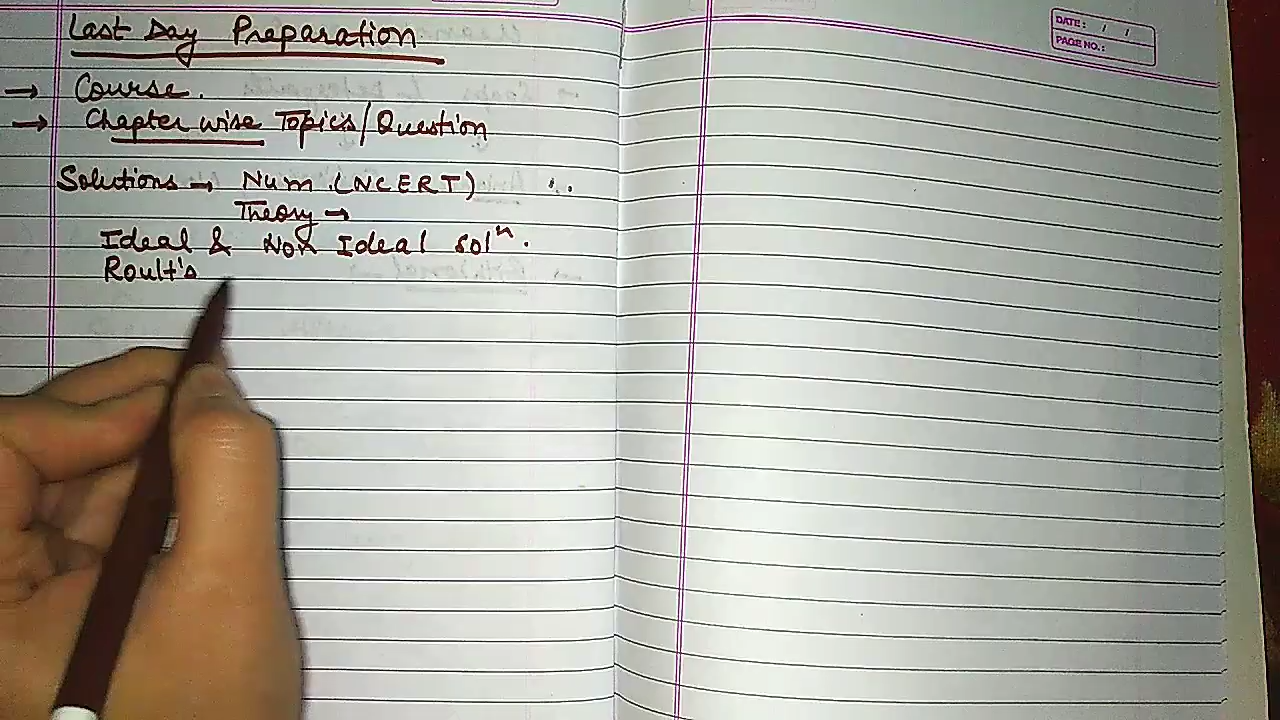 Last Day Preparation
→ Course.
→ Chapter wise Topics/Question
Solutions → Num. (NCERT)
Theory →
Ideal & Non Ideal solⁿ.
Roult's
DATE: / /
PAGE NO.: